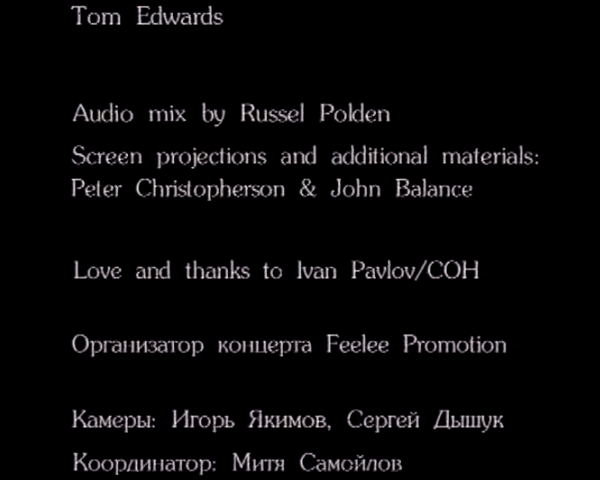 Tom Edwards
Audio mix by Russel Polden
Screen projections and additional materials:
Peter Christopherson & John Balance
Love and thanks to Ivan Pavlov/COH
Организатор концерта Feelee Promotion
Камеры: Игорь Якимов, Сергей Дышук
Координатор: Митя Самойлов